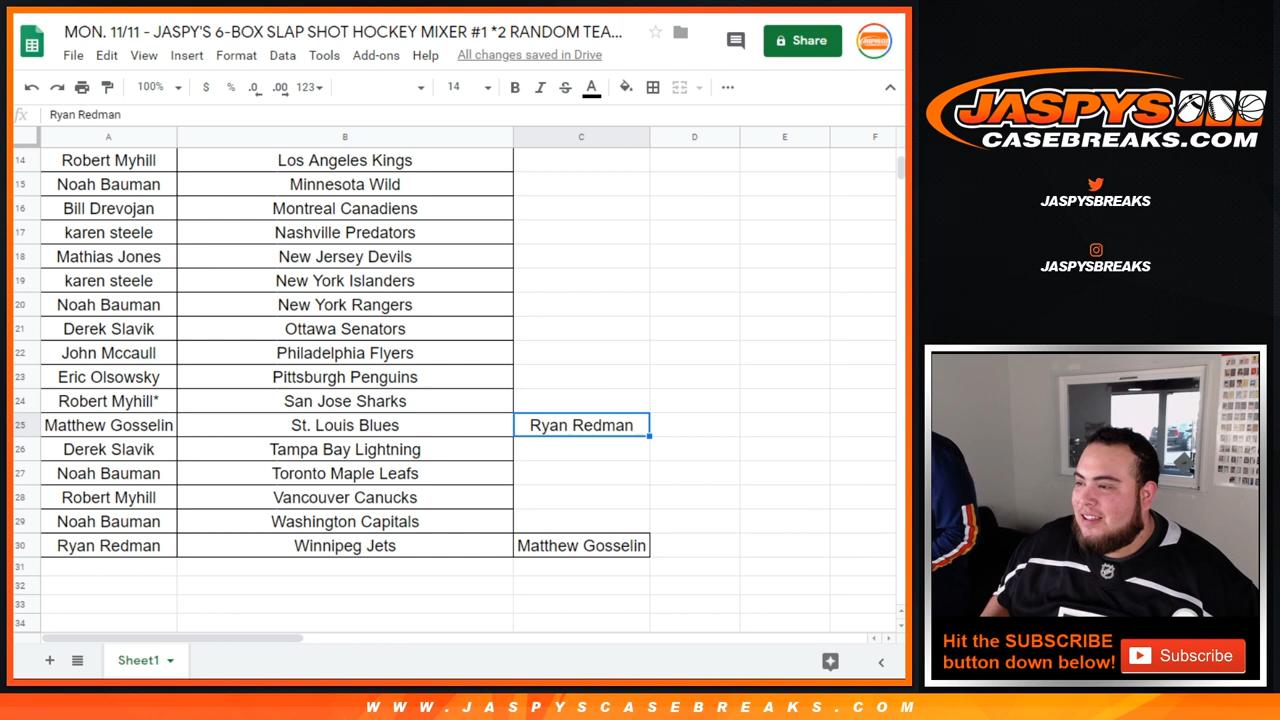 MON. 11/11 - JASPY'S 6-BOX SLAP SHOT HOCKEY MIXER #1 *2 RANDOM TEA...
File Edit View Insert Format Data Tools Add-ons Help All changes saved in Drive
Share
100% $ % .0 .00 123 14 B I S A
fx Ryan Redman
A B C D E F
14 Robert Myhill Los Angeles Kings
15 Noah Bauman Minnesota Wild
16 Bill Drevojan Montreal Canadiens
17 karen steele Nashville Predators
18 Mathias Jones New Jersey Devils
19 karen steele New York Islanders
20 Noah Bauman New York Rangers
21 Derek Slavik Ottawa Senators
22 John Mccaull Philadelphia Flyers
23 Eric Olsowsky Pittsburgh Penguins
24 Robert Myhill* San Jose Sharks
25 Matthew Gosselin St. Louis Blues Ryan Redman
26 Derek Slavik Tampa Bay Lightning
27 Noah Bauman Toronto Maple Leafs
28 Robert Myhill Vancouver Canucks
29 Noah Bauman Washington Capitals
30 Ryan Redman Winnipeg Jets Matthew Gosselin
31
32
33
34
Sheet1
JASPYS
CASEBREAKS.COM
JASPYSBREAKS
JASPYSBREAKS
Hit the SUBSCRIBE
button down below!
Subscribe
WWW.JASPYSCASEBREAKS.COM